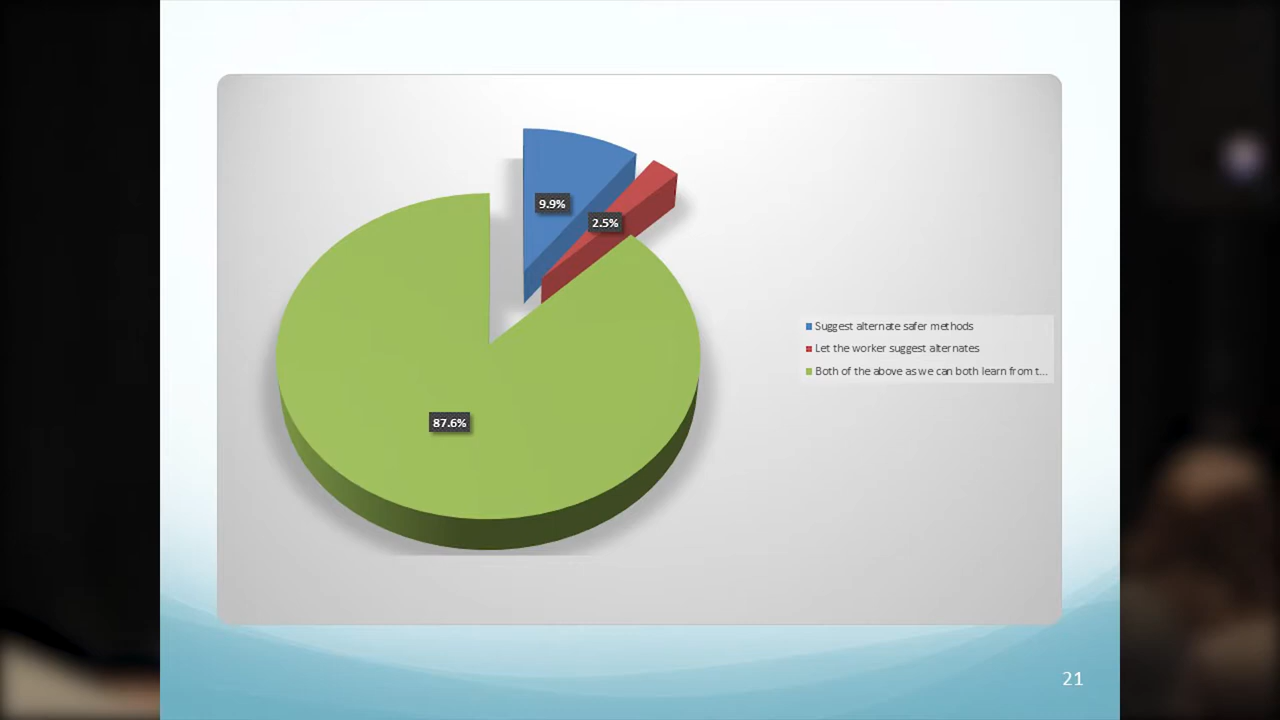 9.9%
2.5%
Suggest alternate safer methods
Let the worker suggest alternates
Both of the above as we can both learn from t...
87.6%
21